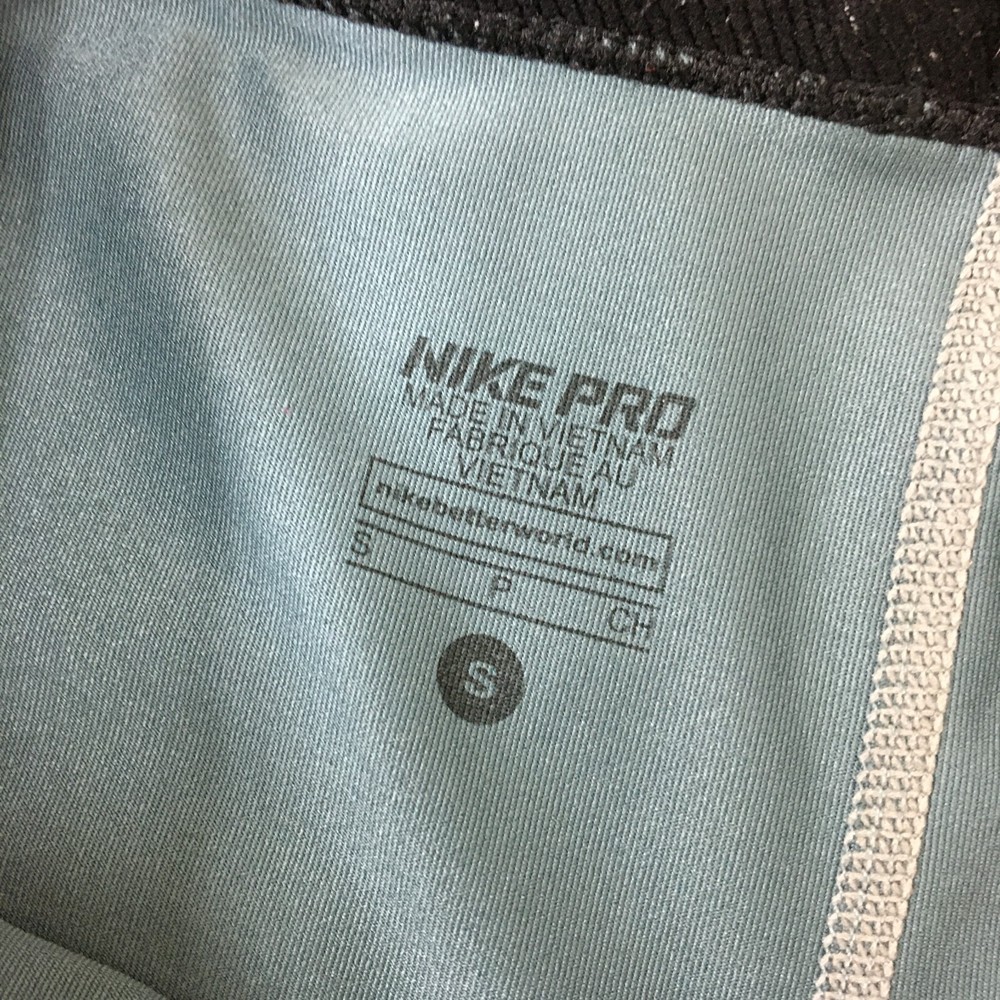 NIKE PRO
MADE IN VIETNAM
FABRIQUE AU
VIETNAM
nikebetterworld.com
S P CH
S